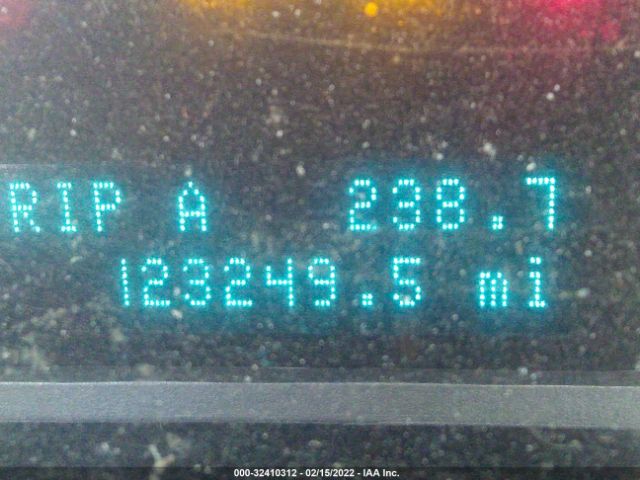 RIP A 238.7
123249.5 mi
000-32410312 - 02/15/2022 - IAA Inc.